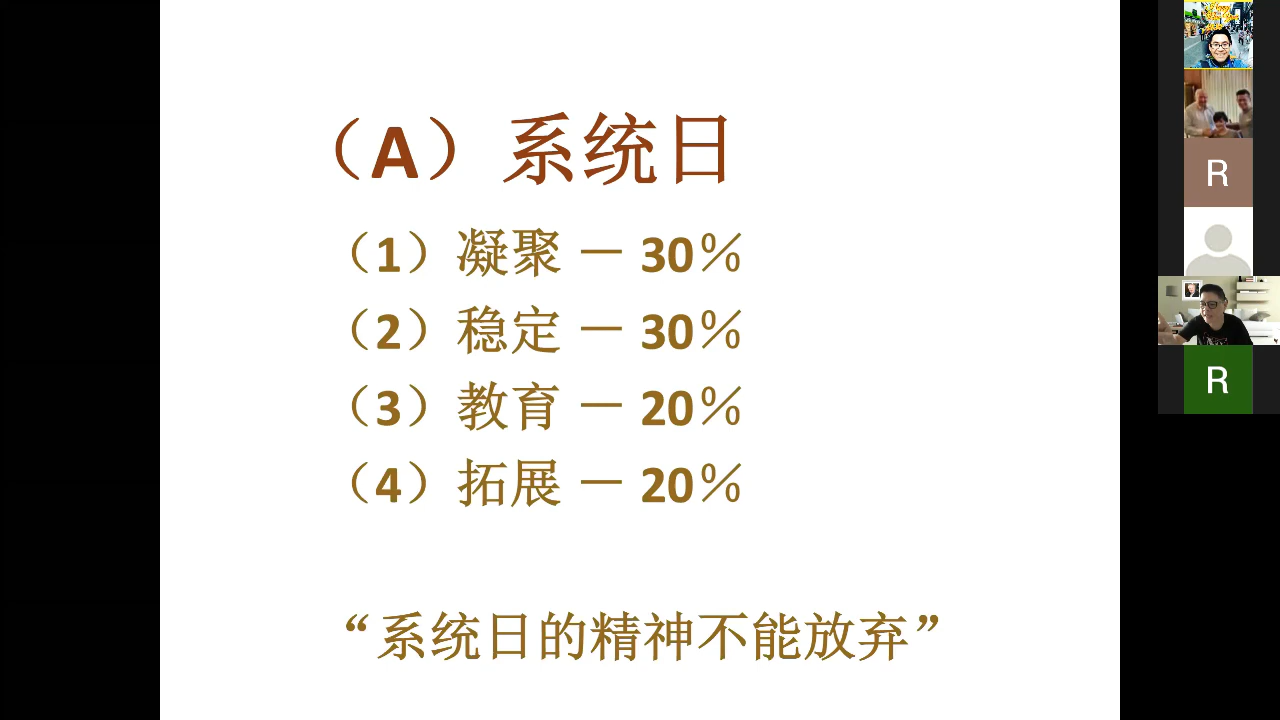 （A）系统日
（1）凝聚 － 30％
（2）稳定 － 30％
（3）教育 － 20％
（4）拓展 － 20％
“系统日的精神不能放弃”
R
R